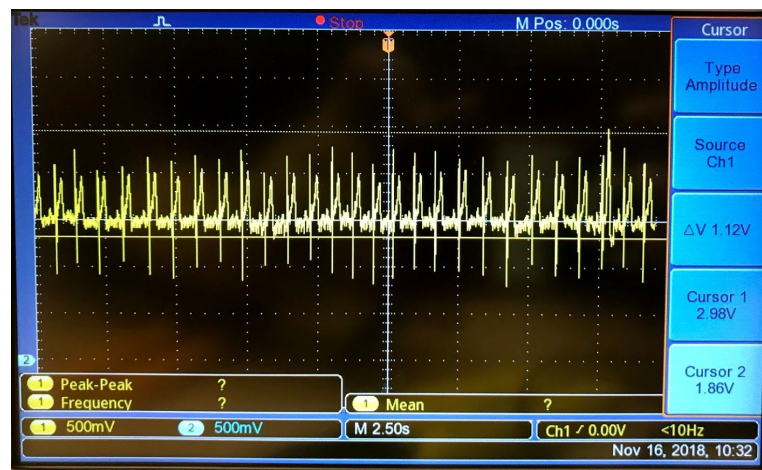 Tek
Stop
M Pos: 0.000s
Cursor
Type
Amplitude
Source
Ch1
△V 1.12V
Cursor 1
2.98V
Cursor 2
1.86V
2
1 Peak-Peak ?
1 Frequency ?
1 Mean ?
1 500mV
2 500mV
M 2.50s
Ch1 / 0.00V <10Hz
Nov 16, 2018, 10:32